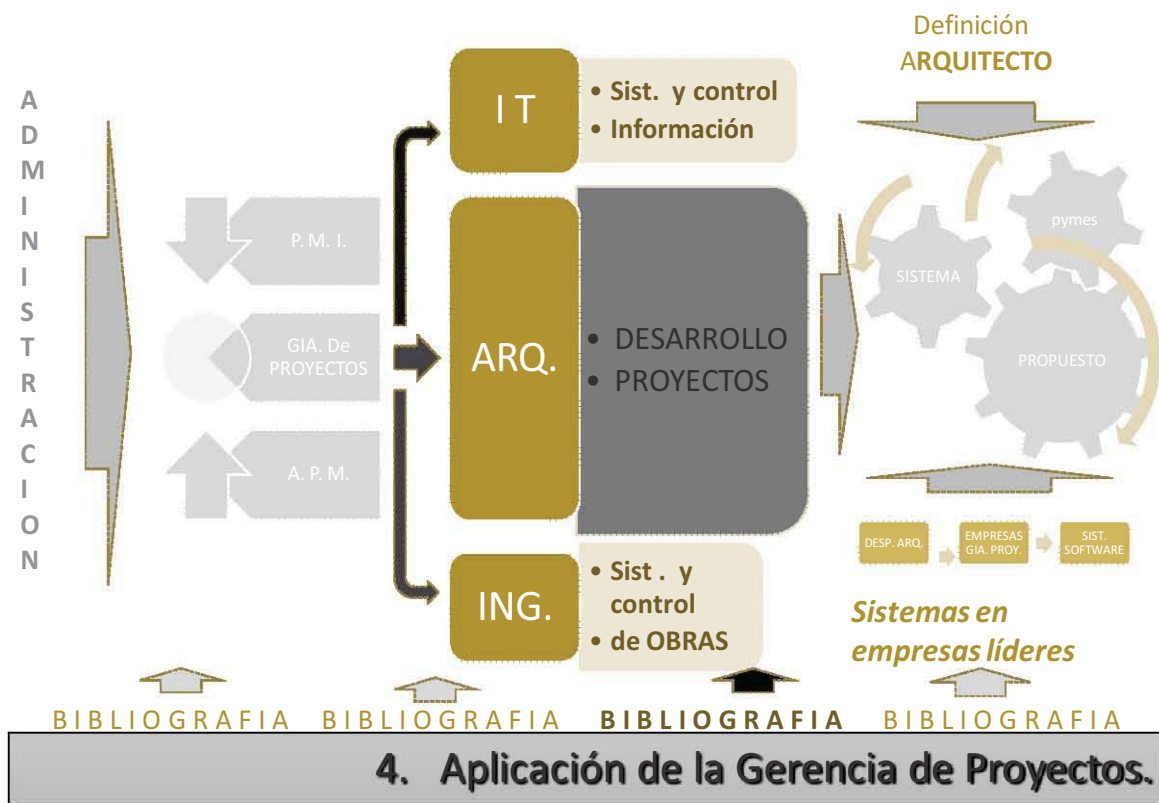 ADMINISTRACION
P. M. I.
GIA. De
PROYECTOS
A. P. M.
I T
• Sist. y control
• Información
ARQ.
• DESARROLLO
• PROYECTOS
ING.
• Sist . y
control
• de OBRAS
Definición
ARQUITECTO
pymes
SISTEMA
PROPUESTO
DESP. ARQ.
EMPRESAS
GIA. PROY.
SIST.
SOFTWARE
Sistemas en
empresas líderes
BIBLIOGRAFIA BIBLIOGRAFIA BIBLIOGRAFIA BIBLIOGRAFIA
4. Aplicación de la Gerencia de Proyectos.